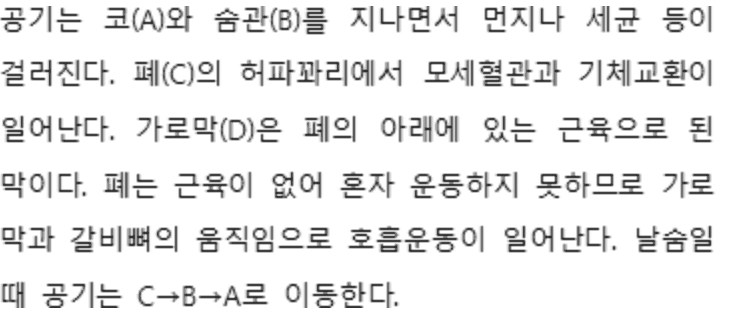 공기는 코(A)와 숨관(B)를 지나면서 먼지나 세균 등이
걸러진다. 폐(C)의 허파꽈리에서 모세혈관과 기체교환이
일어난다. 가로막(D)은 폐의 아래에 있는 근육으로 된
막이다. 폐는 근육이 없어 혼자 운동하지 못하므로 가로
막과 갈비뼈의 움직임으로 호흡운동이 일어난다. 날숨일
때 공기는 C→B→A로 이동한다.